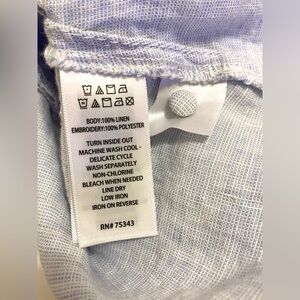 BODY:100% LINEN
EMBROIDERY:100% POLYESTER
TURN INSIDE OUT
MACHINE WASH COOL -
DELICATE CYCLE
WASH SEPARATELY
NON-CHLORINE
BLEACH WHEN NEEDED
LINE DRY
LOW IRON
IRON ON REVERSE
RN# 75343